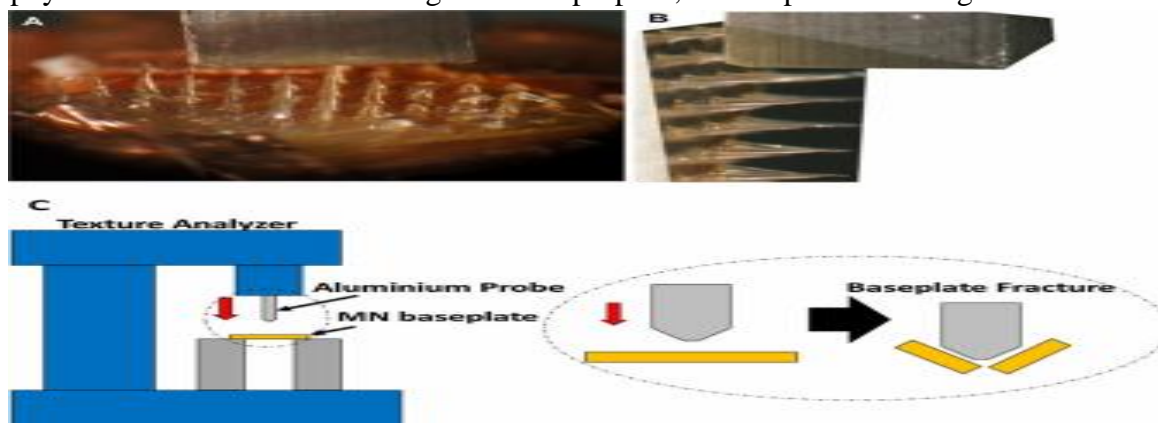 A
B
C
Texture Analyzer
Aluminium Probe
MN baseplate
Baseplate Fracture